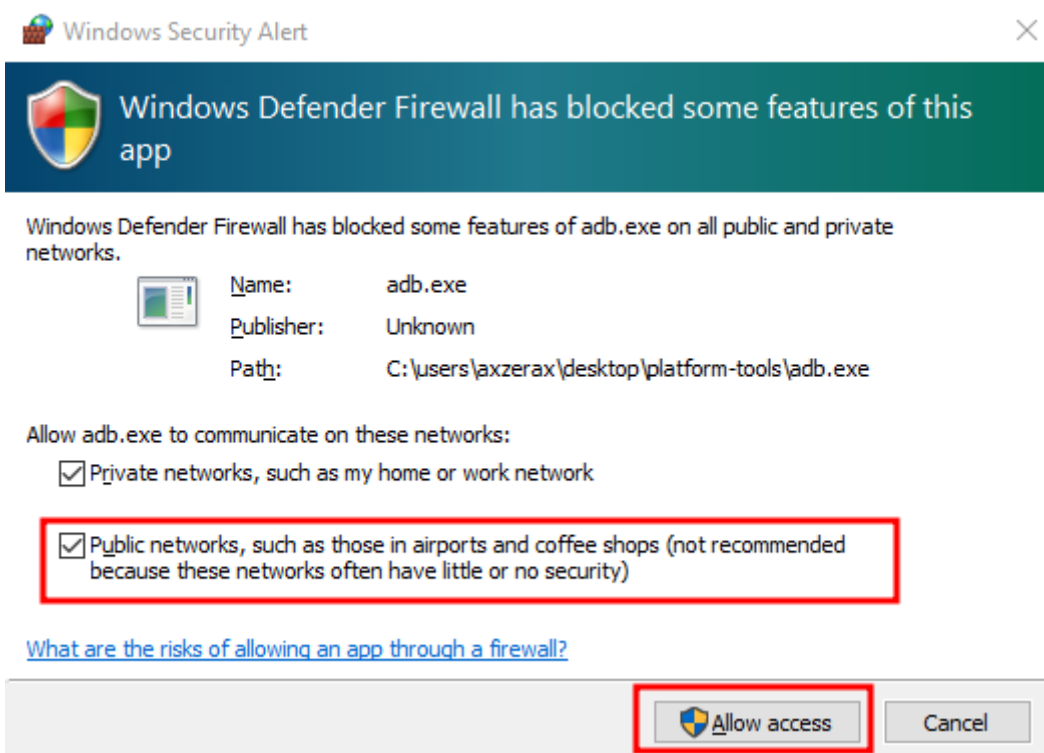 Windows Security Alert
Windows Defender Firewall has blocked some features of this
app
Windows Defender Firewall has blocked some features of adb.exe on all public and private
networks.
Name: adb.exe
Publisher: Unknown
Path: C:\users\axzerax\desktop\platform-tools\adb.exe
Allow adb.exe to communicate on these networks:
Private networks, such as my home or work network
Public networks, such as those in airports and coffee shops (not recommended
because these networks often have little or no security)
What are the risks of allowing an app through a firewall?
Allow access Cancel